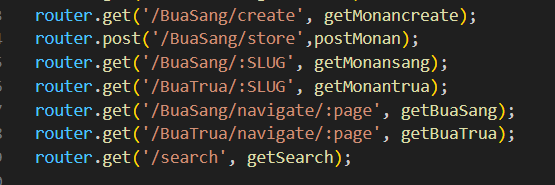 router.get('/BuaSang/create', getMonancreate);
router.post('/BuaSang/store',postMonan);
router.get('/BuaSang/:SLUG', getMonansang);
router.get('/BuaTrua/:SLUG', getMonantrua);
router.get('/BuaSang/navigate/:page', getBuaSang);
router.get('/BuaTrua/navigate/:page', getBuaTrua);
router.get('/search', getSearch);